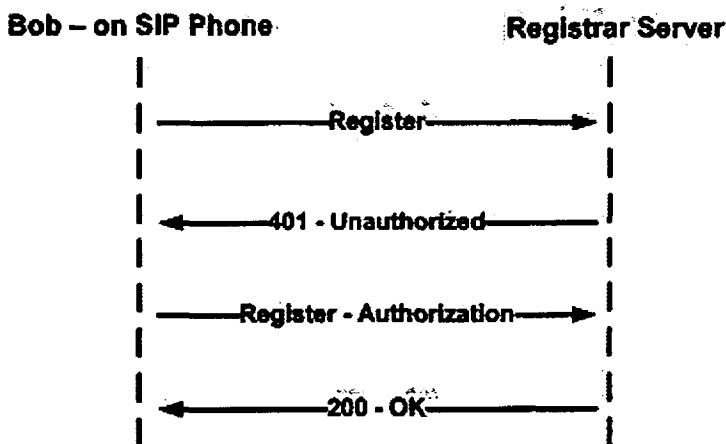 Bob – on SIP Phone
Registrar Server
Register
401 - Unauthorized
Register - Authorization
200 - OK